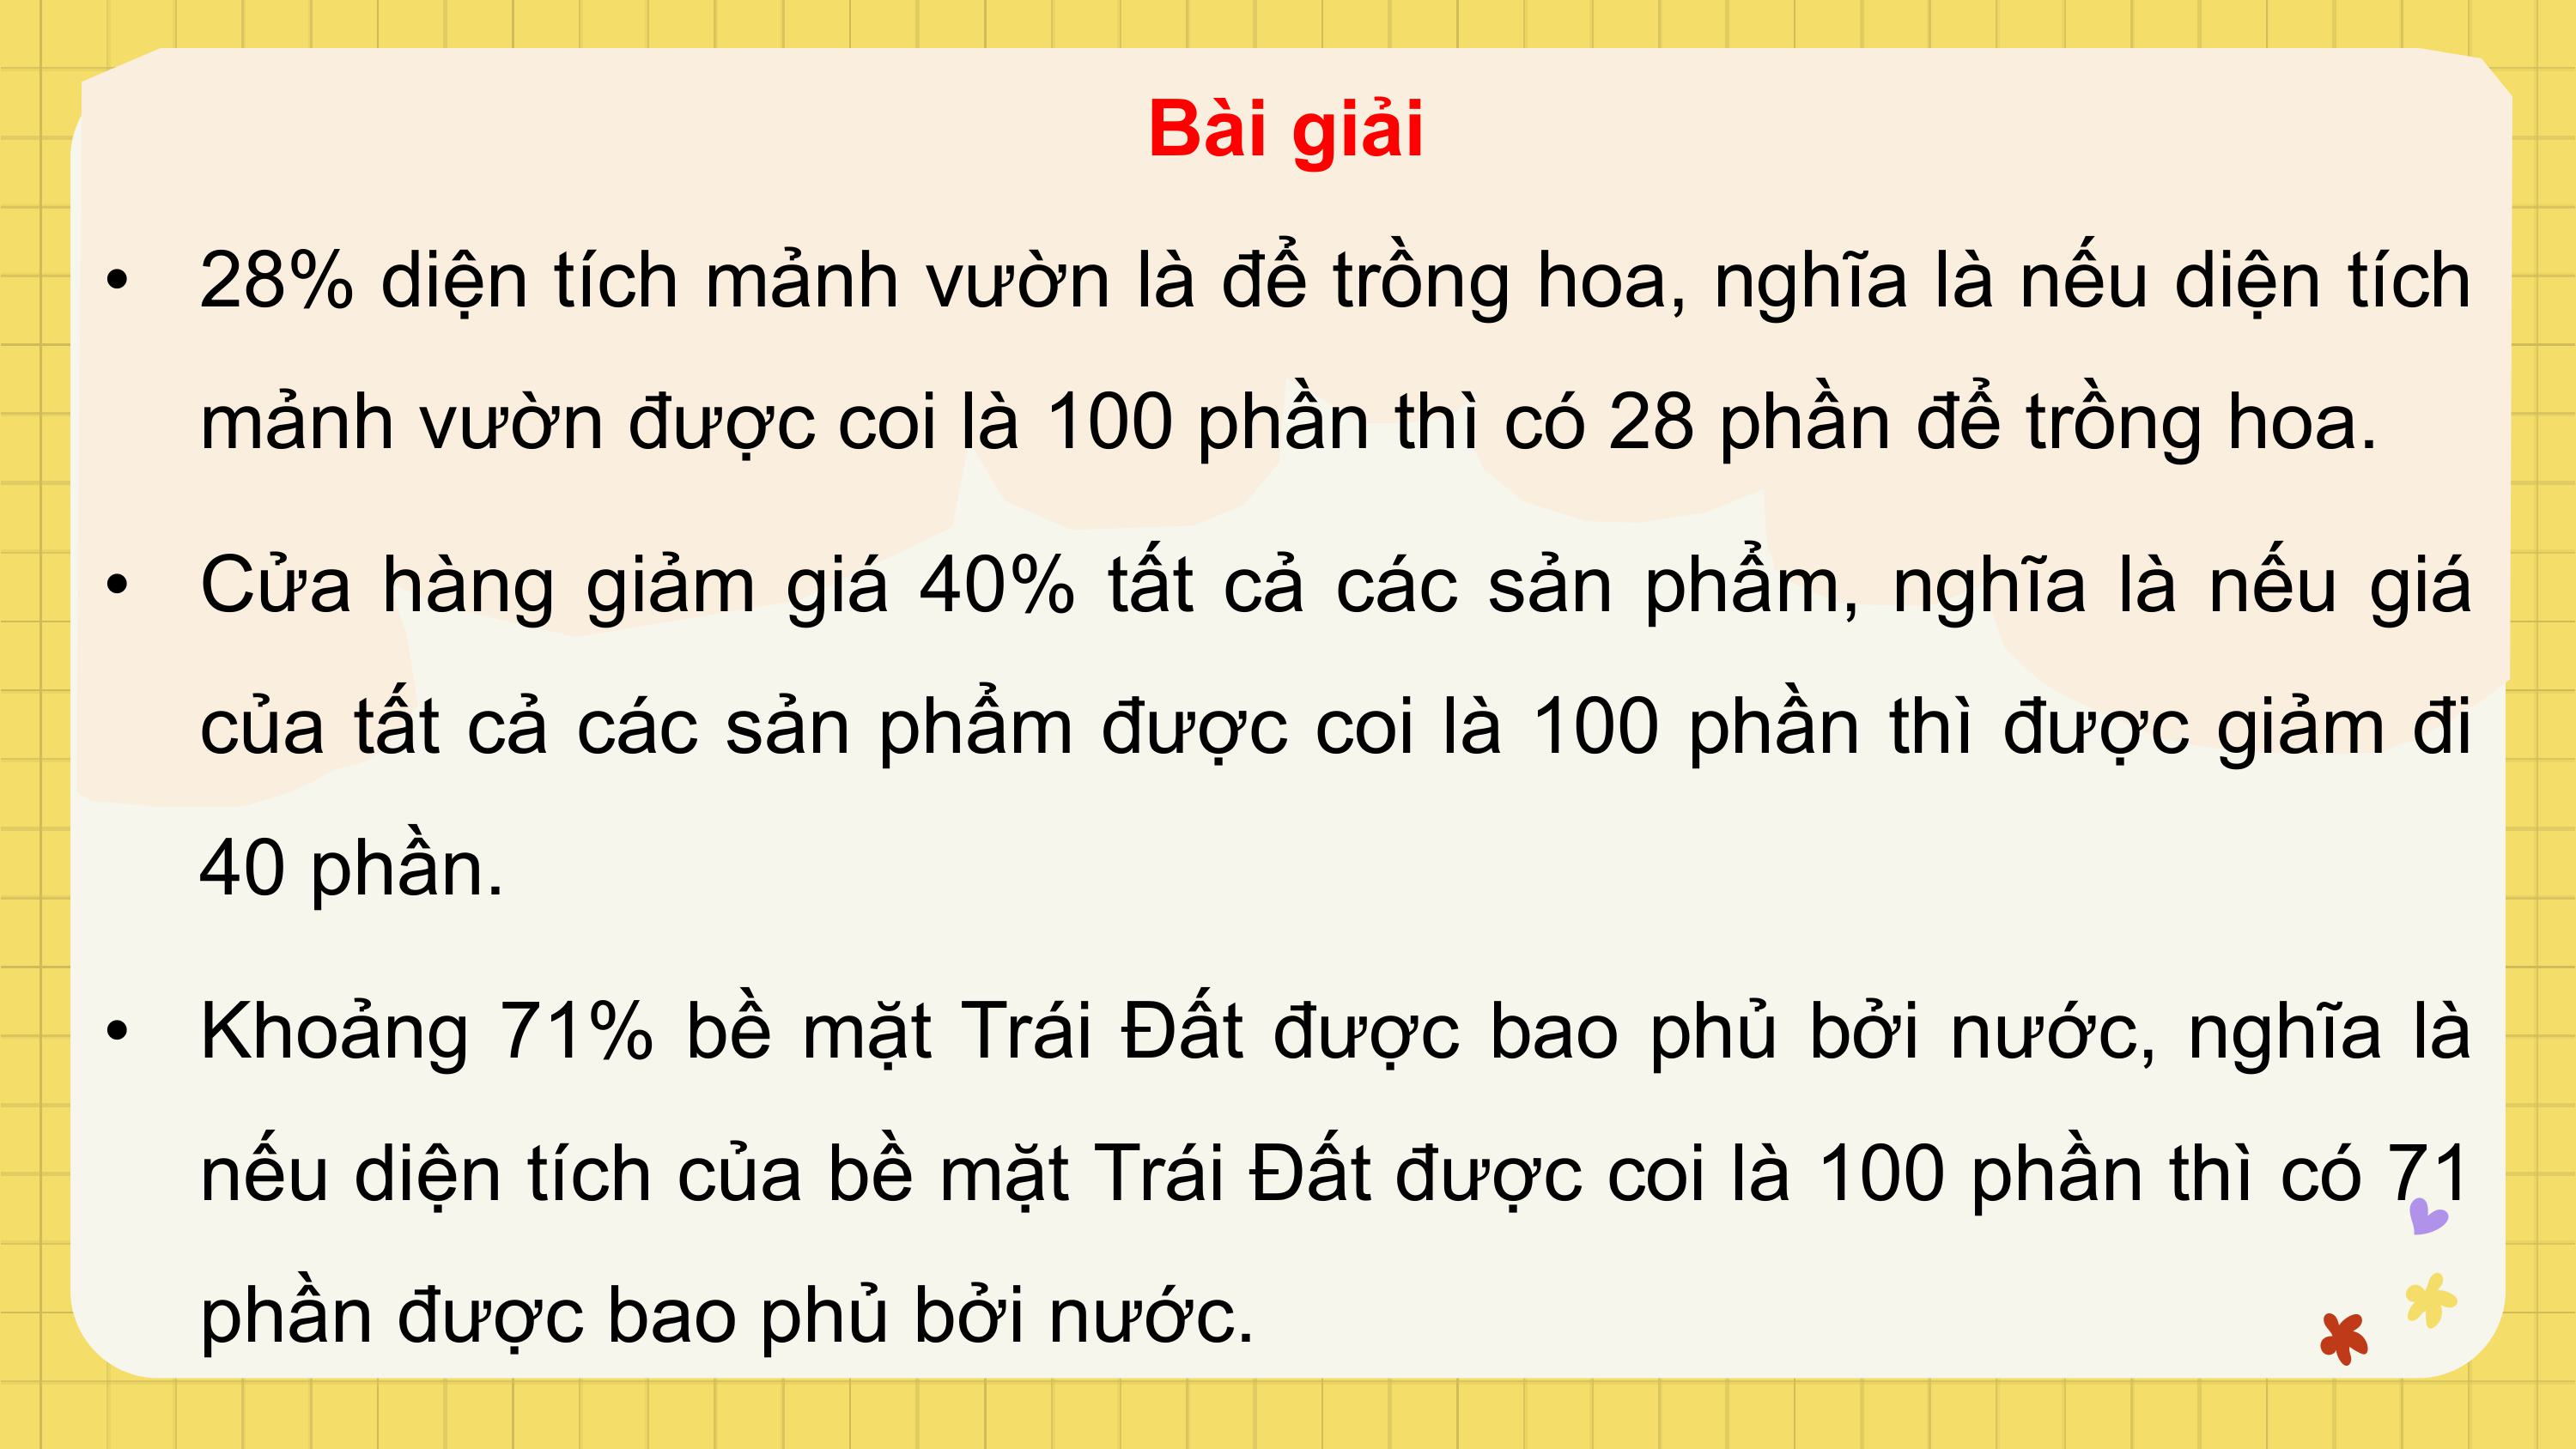 Bài giải
• 28% diện tích mảnh vườn là để trồng hoa, nghĩa là nếu diện tích
mảnh vườn được coi là 100 phần thì có 28 phần để trồng hoa.
• Cửa hàng giảm giá 40% tất cả các sản phẩm, nghĩa là nếu giá
của tất cả các sản phẩm được coi là 100 phần thì được giảm đi
40 phần.
• Khoảng 71% bề mặt Trái Đất được bao phủ bởi nước, nghĩa là
nếu diện tích của bề mặt Trái Đất được coi là 100 phần thì có 71
phần được bao phủ bởi nước.